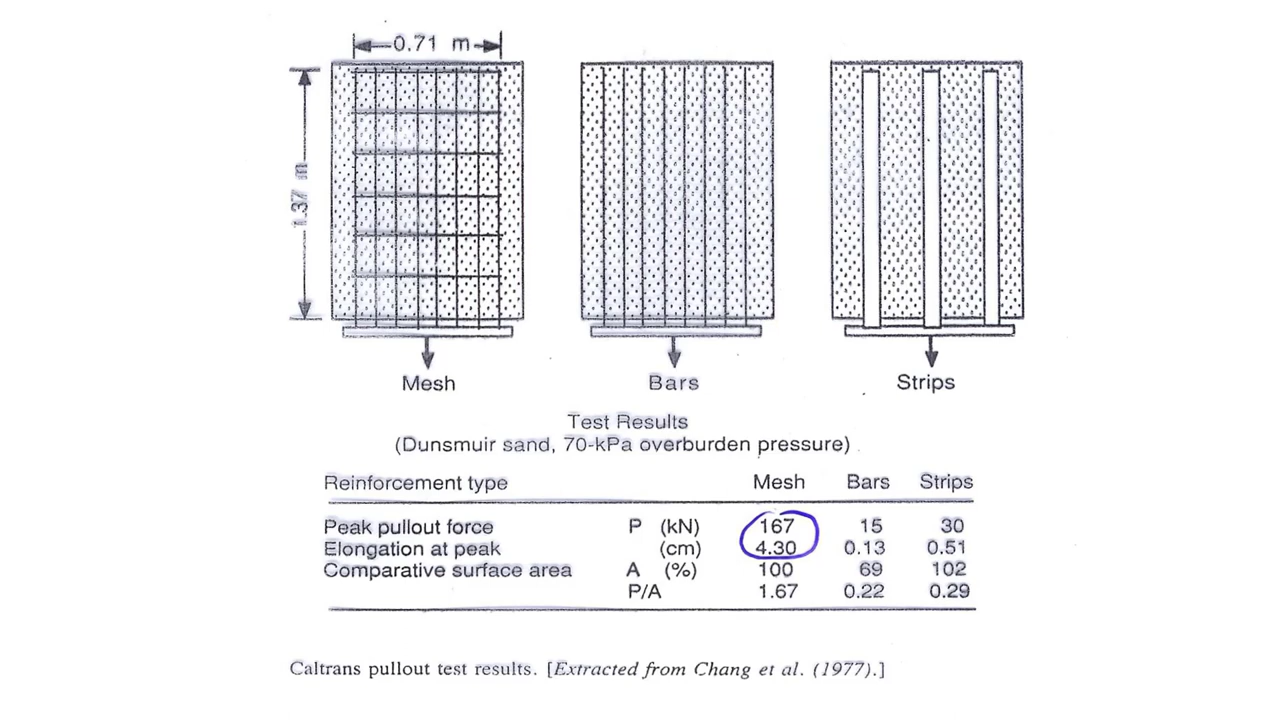 0.71 m
1.37 m
Mesh Bars Strips
Test Results
(Dunsmuir sand, 70-kPa overburden pressure)
Reinforcement type Mesh Bars Strips
Peak pullout force P (kN) 167 15 30
Elongation at peak (cm) 4.30 0.13 0.51
Comparative surface area A (%) 100 69 102
P/A 1.67 0.22 0.29
Caltrans pullout test results. [Extracted from Chang et al. (1977).]